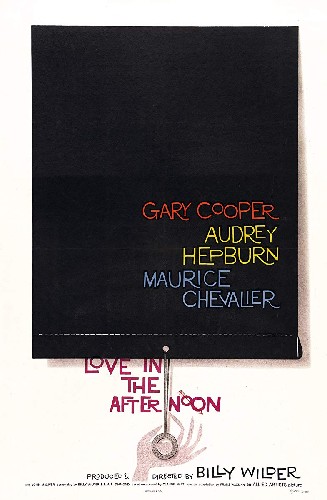 GARY COOPER
AUDREY
HEPBURN
MAURICE
CHEVALIER
LOVE IN
THE
AFTERNOON
PRODUCED & DIRECTED BY BILLY WILDER